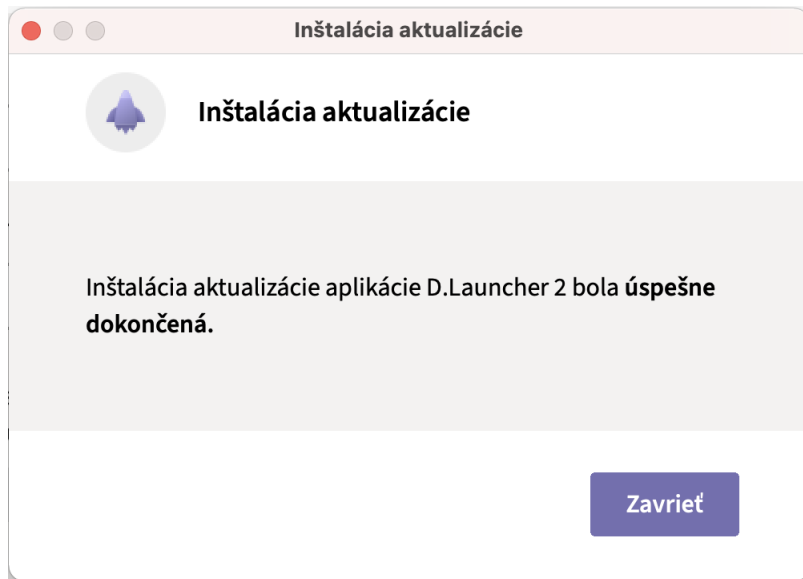 Inštalácia aktualizácie
Inštalácia aktualizácie
Inštalácia aktualizácie aplikácie D.Launcher 2 bola úspešne
dokončená.
Zavrieť